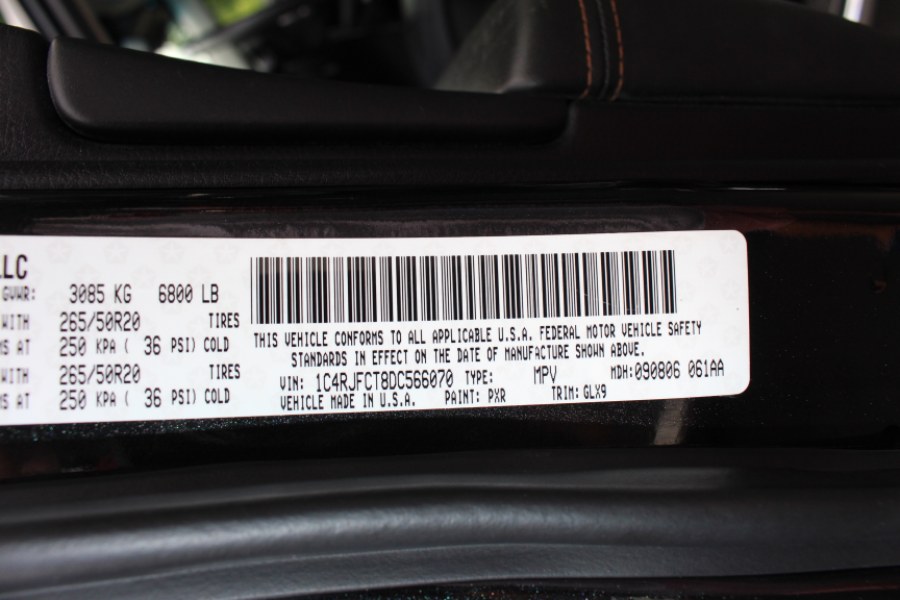 LLC
GVWR: 3085 KG 6800 LB
WITH 265/50R20 TIRES
AT 250 KPA ( 36 PSI) COLD
WITH 265/50R20 TIRES
AT 250 KPA ( 36 PSI) COLD
THIS VEHICLE CONFORMS TO ALL APPLICABLE U.S.A. FEDERAL MOTOR VEHICLE SAFETY
STANDARDS IN EFFECT ON THE DATE OF MANUFACTURE SHOWN ABOVE.
VIN: 1C4RJFCT8DC566070 TYPE: MPV MDH:090806 061AA
VEHICLE MADE IN U.S.A. PAINT: PXR TRIM: GLX9